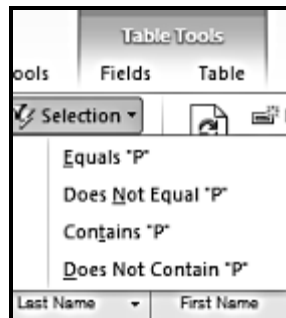 Table Tools
ools Fields Table
Selection
Equals "P"
Does Not Equal "P"
Contains "P"
Does Not Contain "P"
Last Name First Name